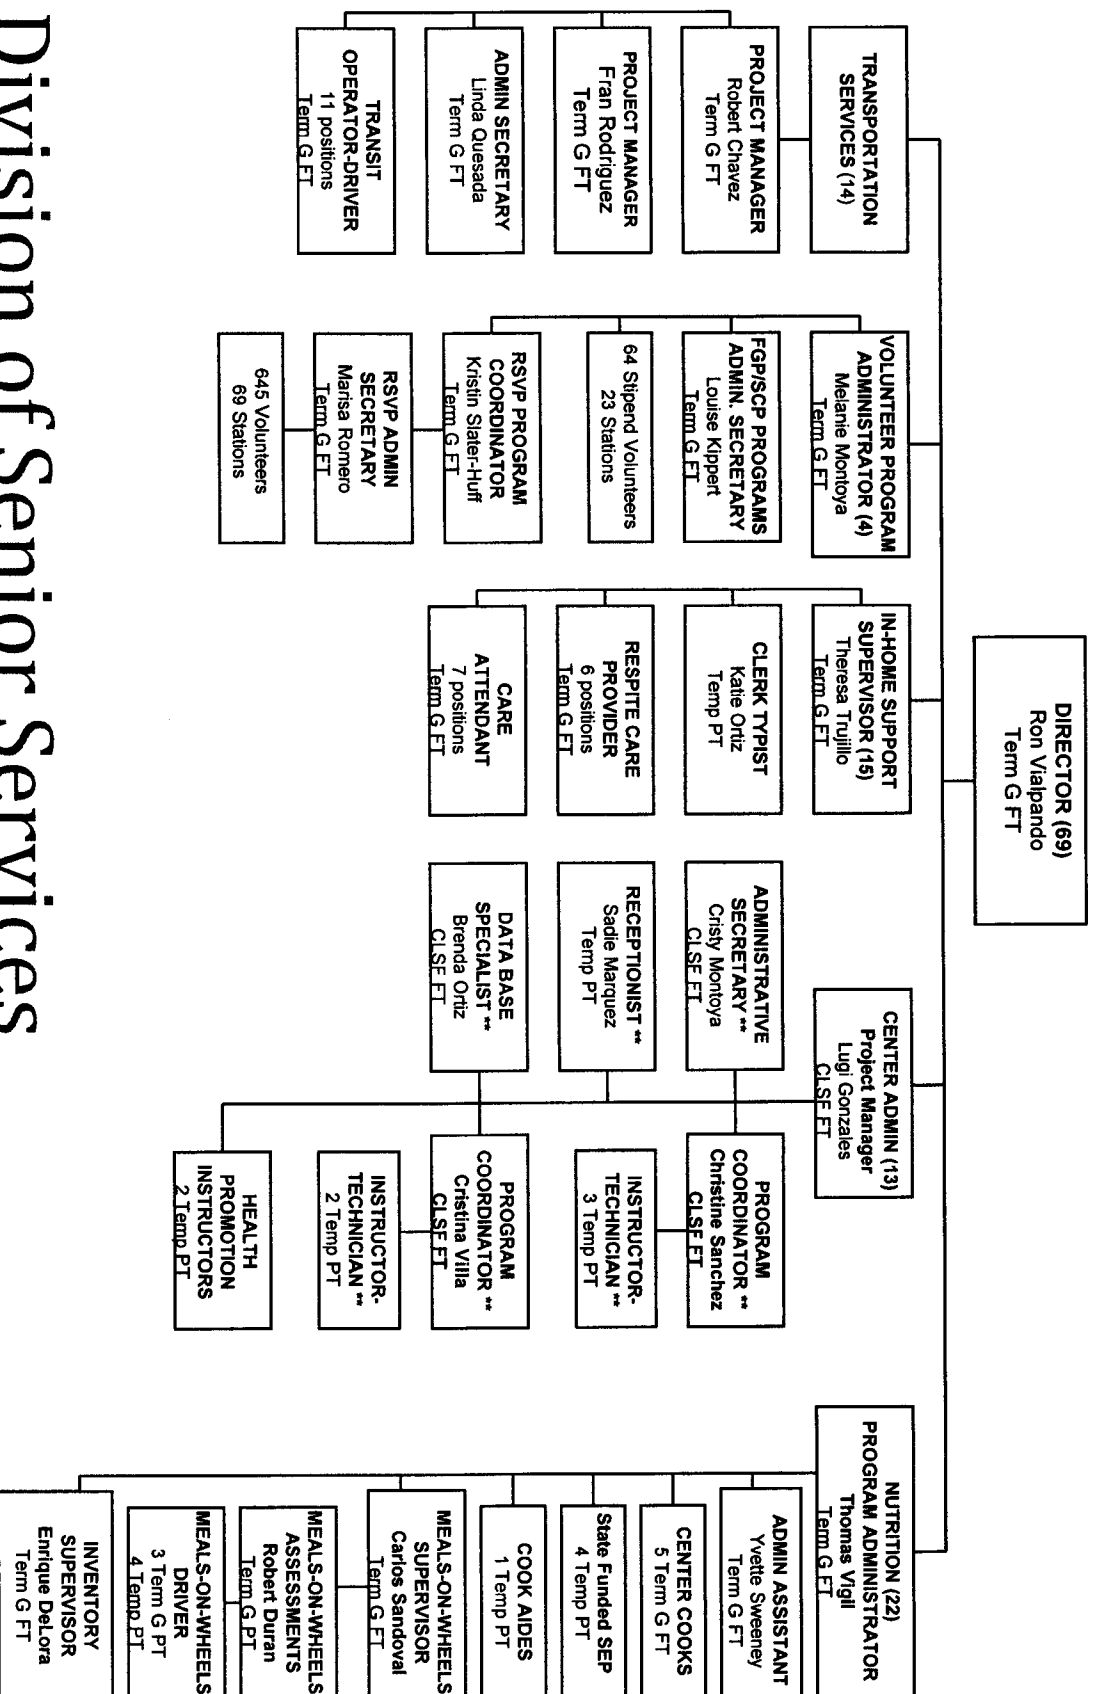 DIRECTOR (69)
Ron Vialpando
Term G FT
TRANSPORTATION
SERVICES (14)
PROJECT MANAGER
Robert Chavez
Term G FT
PROJECT MANAGER
Fran Rodriguez
Term G FT
ADMIN SECRETARY
Linda Quesada
Term G FT
TRANSIT
OPERATOR-DRIVER
11 positions
Term G FT
VOLUNTEER PROGRAM
ADMINISTRATOR (4)
Melanie Montoya
Term G FT
FGP/SCP PROGRAMS
ADMIN. SECRETARY
Louise Kippert
Term G FT
64 Stipend Volunteers
23 Stations
RSVP PROGRAM
COORDINATOR
Kristin Slater-Huff
Term G FT
RSVP ADMIN
SECRETARY
Marisa Romero
Term G FT
645 Volunteers
69 Stations
IN-HOME SUPPORT
SUPERVISOR (15)
Theresa Trujillo
Term G FT
CLERK TYPIST
Katie Ortiz
Temp PT
RESPITE CARE
PROVIDER
6 positions
Term G FT
CARE
ATTENDANT
7 positions
Term G FT
CENTER ADMIN (13)
Project Manager
Lugi Gonzales
CLSF FT
ADMINISTRATIVE
SECRETARY **
Cristy Montoya
CLSF FT
RECEPTIONIST **
Sadie Marquez
Temp PT
DATA BASE
SPECIALIST **
Brenda Ortiz
CLSF FT
PROGRAM
COORDINATOR **
Christine Sanchez
CLSF FT
INSTRUCTOR-
TECHNICIAN **
3 Temp PT
PROGRAM
COORDINATOR **
Cristina Villa
CLSF FT
INSTRUCTOR-
TECHNICIAN **
2 Temp PT
HEALTH
PROMOTION
INSTRUCTORS
2 Temp PT
NUTRITION (22)
PROGRAM ADMINISTRATOR
Thomas Vigil
Term G FT
ADMIN ASSISTANT
Yvette Sweeney
Term G FT
CENTER COOKS
5 Term G FT
State Funded SEP
4 Temp PT
COOK AIDES
1 Temp PT
MEALS-ON-WHEELS
SUPERVISOR
Carlos Sandoval
Term G FT
MEALS-ON-WHEELS
ASSESSMENTS
Robert Duran
Term G PT
MEALS-ON-WHEELS
DRIVER
3 Term G PT
4 Temp PT
INVENTORY
SUPERVISOR
Enrique DeLora
Term G FT
Division of Senior Services